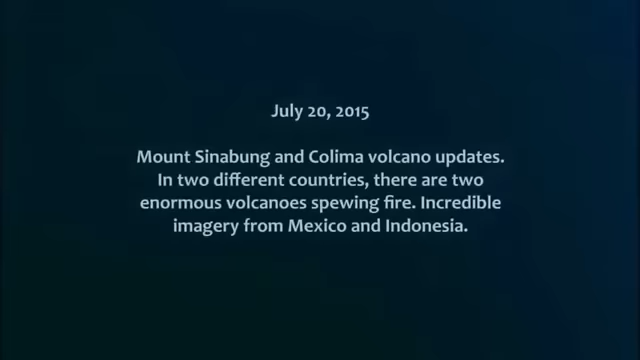 July 20, 2015
Mount Sinabung and Colima volcano updates.
In two different countries, there are two
enormous volcanoes spewing fire. Incredible
imagery from Mexico and Indonesia.